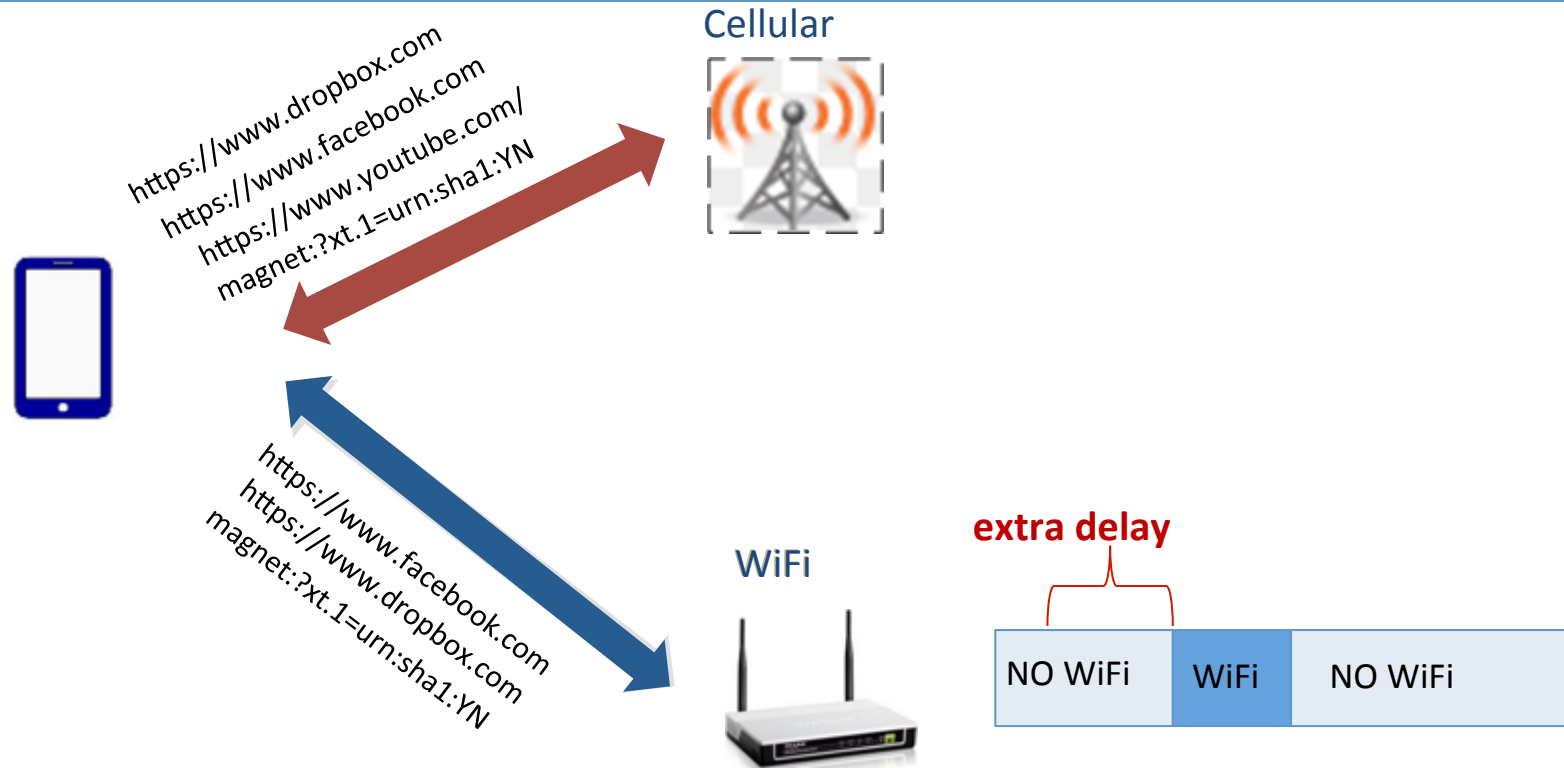 Cellular
https://www.dropbox.com
https://www.facebook.com
https://www.youtube.com/
magnet:?xt.1=urn:sha1:YN
https://www.facebook.com
https://www.dropbox.com
magnet:?xt.1=urn:sha1:YN
WiFi
extra delay
NO WiFi
WiFi
NO WiFi